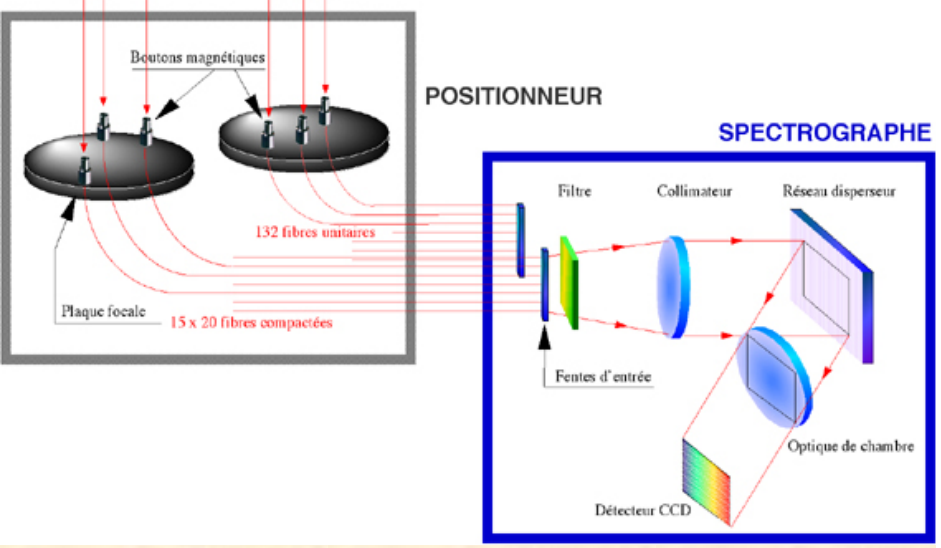 Boutons magnétiques
POSITIONNEUR
SPECTROGRAPHE
Filtre
Collimateur
Réseau disperseur
132 fibres unitaires
Plaque focale
15 x 20 fibres compactées
Fentes d'entrée
Optique de chambre
Détecteur CCD